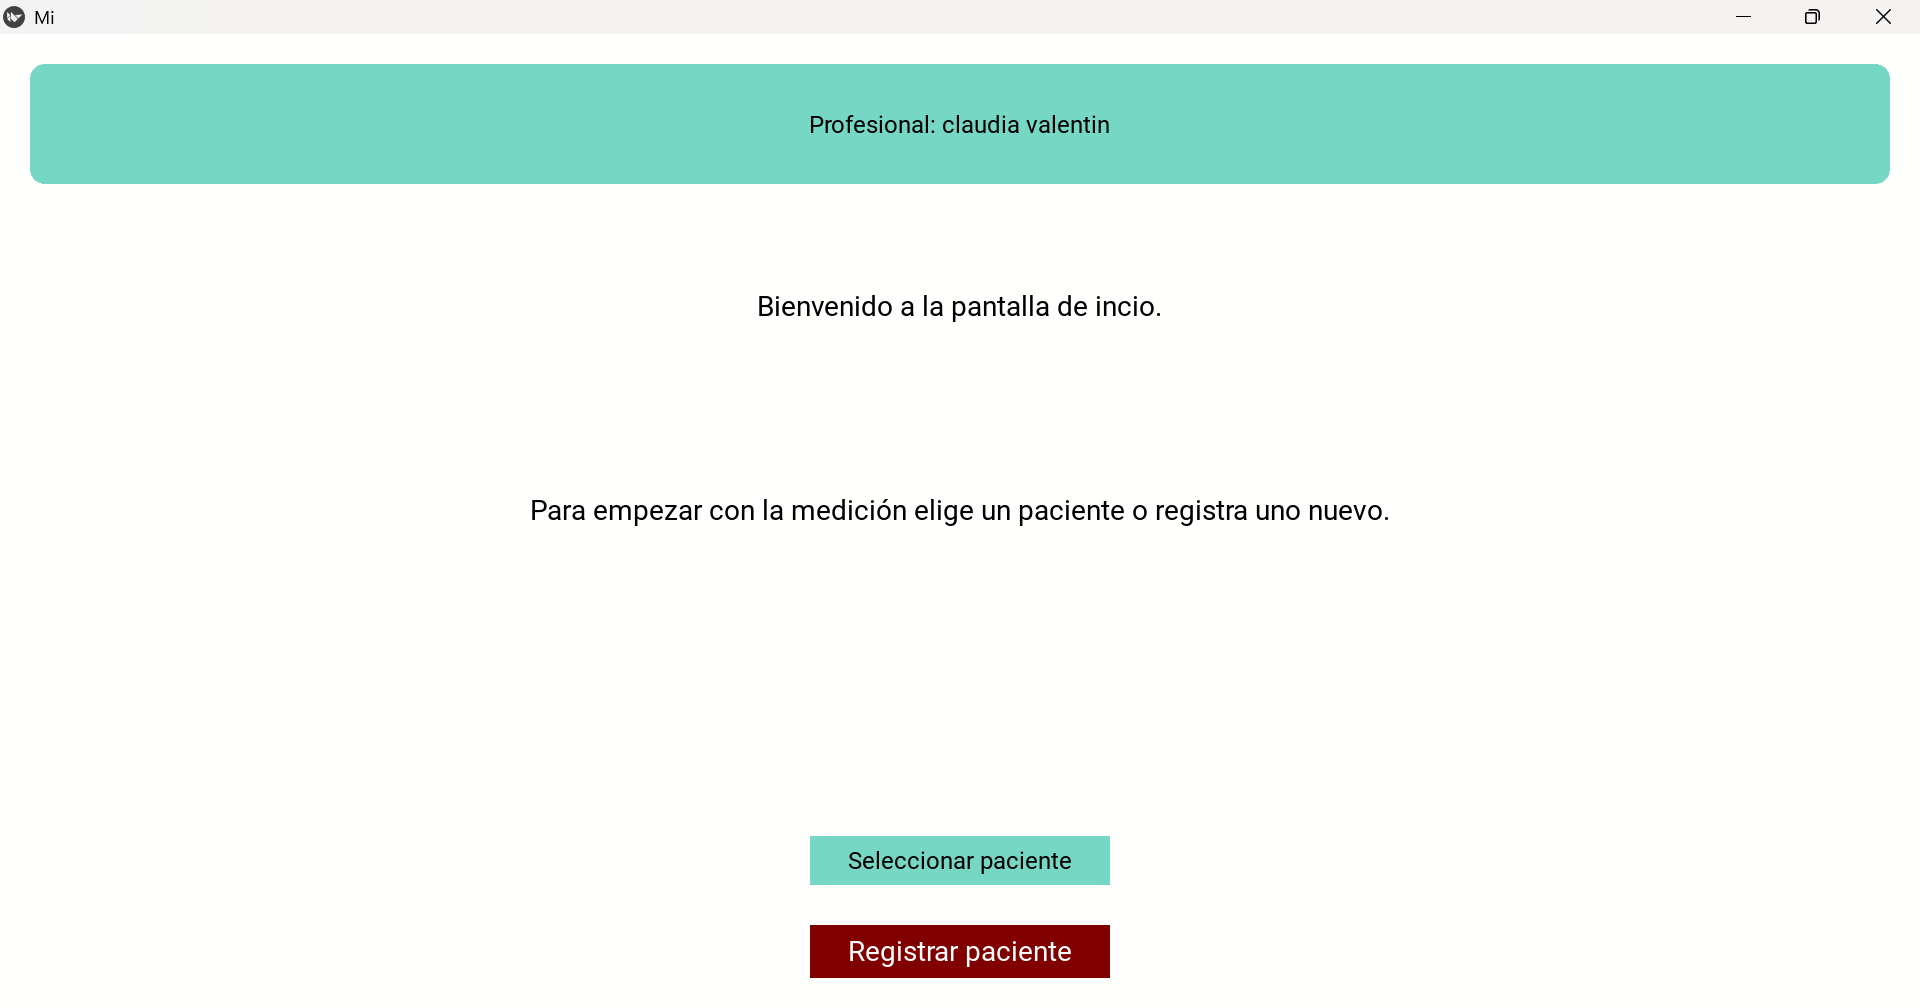 Mi
Profesional: claudia valentin
Bienvenido a la pantalla de incio.
Para empezar con la medición elige un paciente o registra uno nuevo.
Seleccionar paciente
Registrar paciente